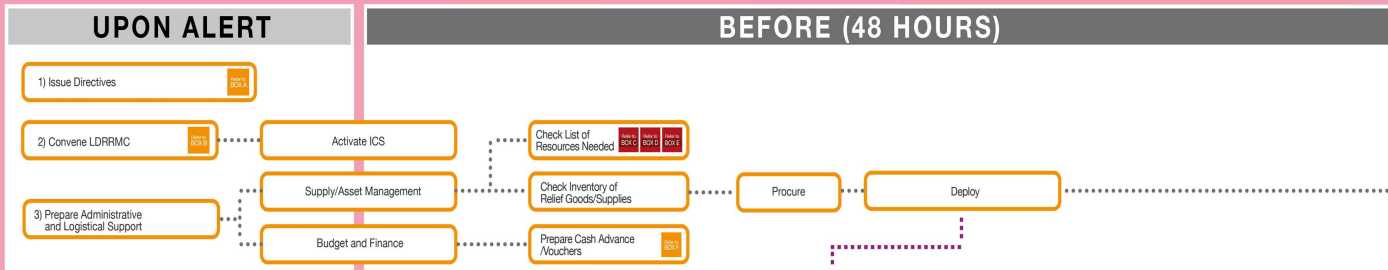 UPON ALERT
BEFORE (48 HOURS)
1) Issue Directives
Refer to
BOX A
2) Convene LDRRMC
Refer to
BOX B
Activate ICS
Check List of
Resources Needed
Refer to
BOX C
Refer to
BOX D
Refer to
BOX E
3) Prepare Administrative
and Logistical Support
Supply/Asset Management
Check Inventory of
Relief Goods/Supplies
Procure
Deploy
Budget and Finance
Prepare Cash Advance
/Vouchers
Refer to
BOX F